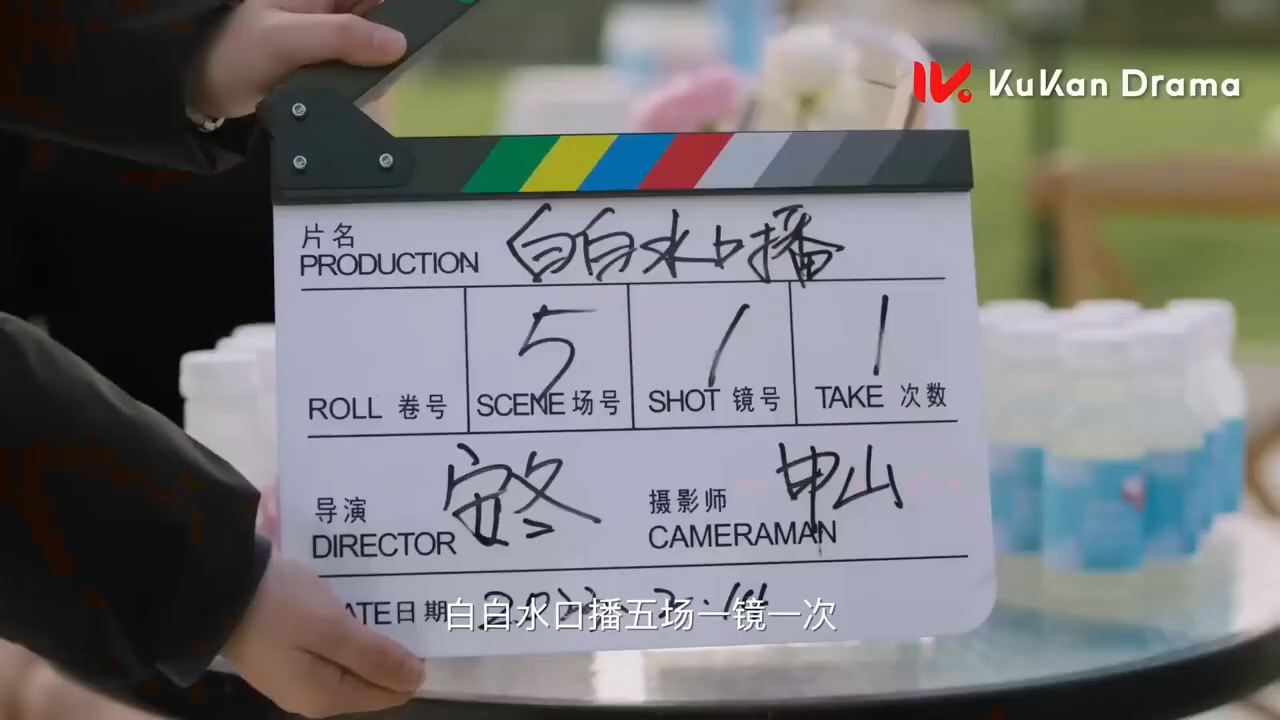 KuKan Drama
片名
PRODUCTION 白白水口播
5 1 1
ROLL 卷号 SCENE 场号 SHOT 镜号 TAKE 次数
导演 安冬 摄影师 申山
DIRECTOR CAMERAMAN
ATE日期
白白水口播五场一镜一次